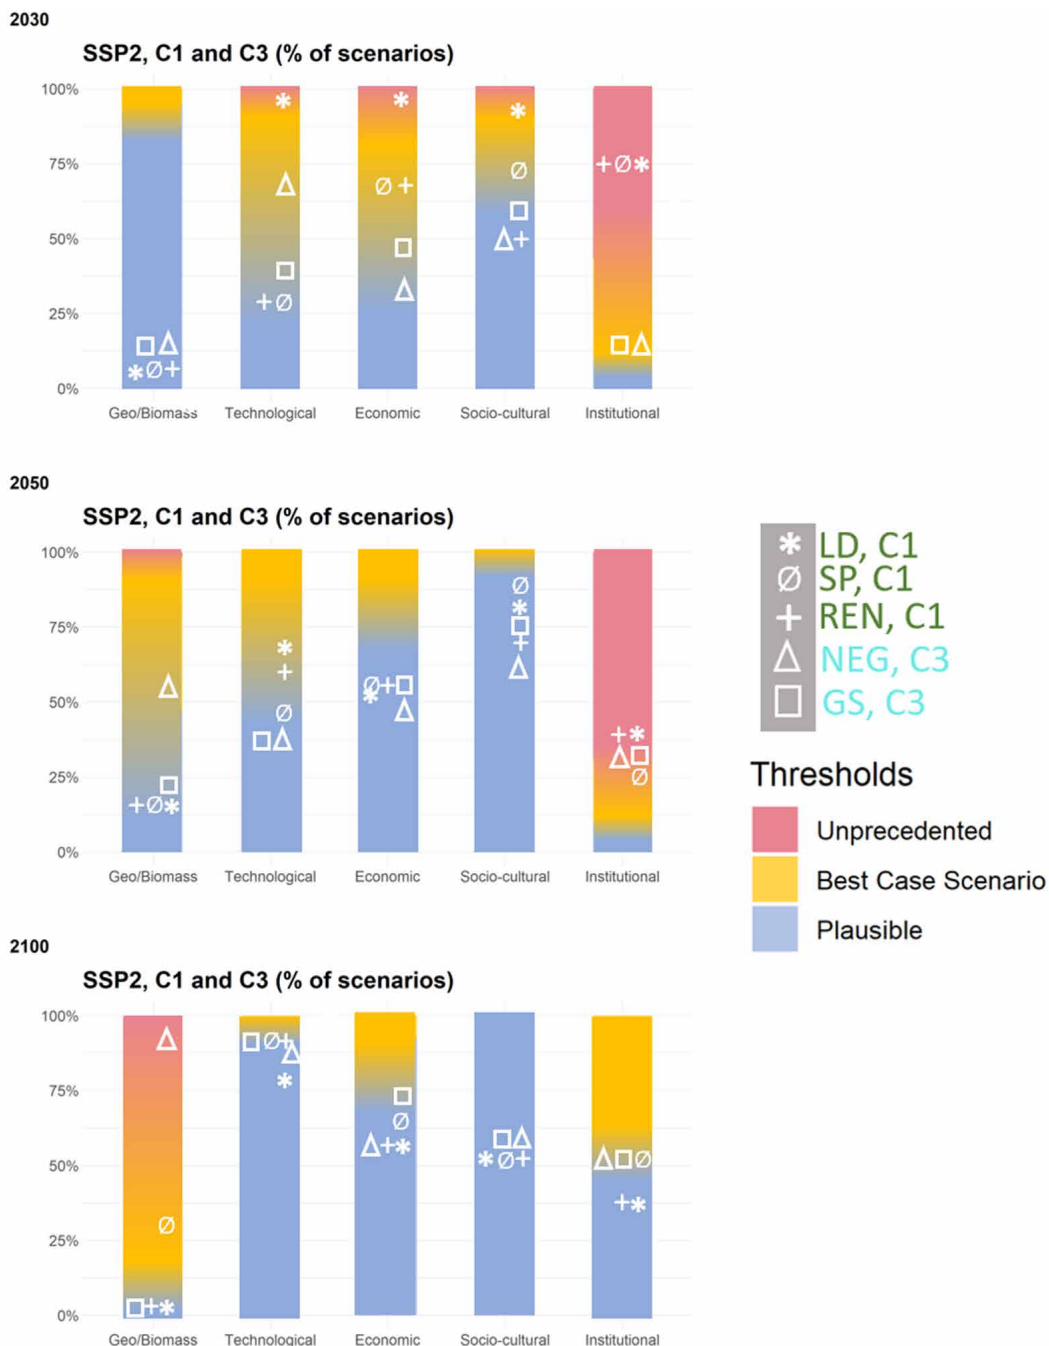 2030
SSP2, C1 and C3 (% of scenarios)
100%
75%
50%
25%
0%
Geo/Biomass Technological Economic Socio-cultural Institutional
2050
SSP2, C1 and C3 (% of scenarios)
100%
75%
50%
25%
0%
Geo/Biomass Technological Economic Socio-cultural Institutional
* LD, C1
Ø SP, C1
+ REN, C1
△ NEG, C3
□ GS, C3
Thresholds
Unprecedented
Best Case Scenario
Plausible
2100
SSP2, C1 and C3 (% of scenarios)
100%
75%
50%
25%
0%
Geo/Biomass Technological Economic Socio-cultural Institutional